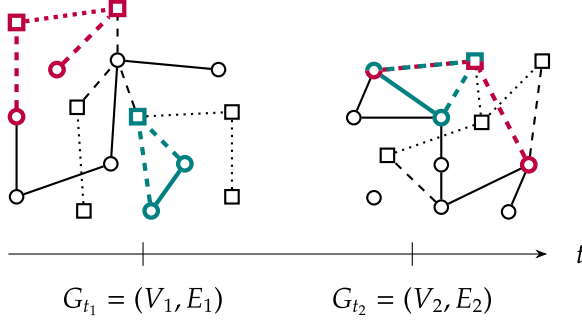 t
G_{t_1} = (V_1, E_1)
G_{t_2} = (V_2, E_2)